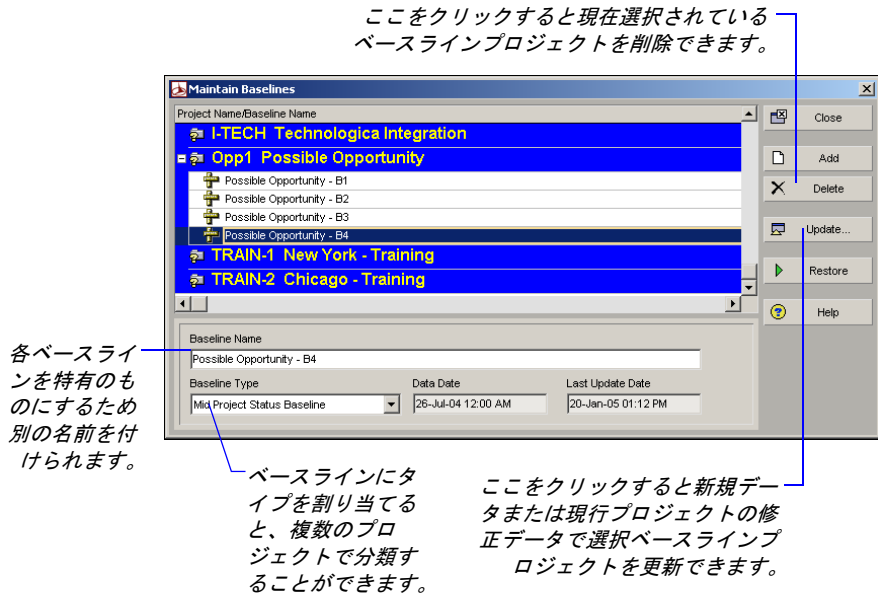 ここをクリックすると現在選択されている
ベースラインプロジェクトを削除できます。
Maintain Baselines
Project Name/Baseline Name
I-TECH Technologica Integration
Opp1 Possible Opportunity
Possible Opportunity - B1
Possible Opportunity - B2
Possible Opportunity - B3
Possible Opportunity - B4
TRAIN-1 New York - Training
TRAIN-2 Chicago - Training
Close
Add
Delete
Update...
Restore
Help
Baseline Name
Possible Opportunity - B4
Baseline Type
Data Date
Last Update Date
Mid Project Status Baseline
26-Jul-04 12:00 AM
20-Jan-05 01:12 PM
各ベースライ
ンを特有のも
のにするため
別の名前を付
けられます。
ベースラインにタ
イプを割り当てる
と、複数のプロ
ジェクトで分類す
ることができます。
ここをクリックすると新規デー
タまたは現行プロジェクトの修
正データで選択ベースラインプ
ロジェクトを更新できます。